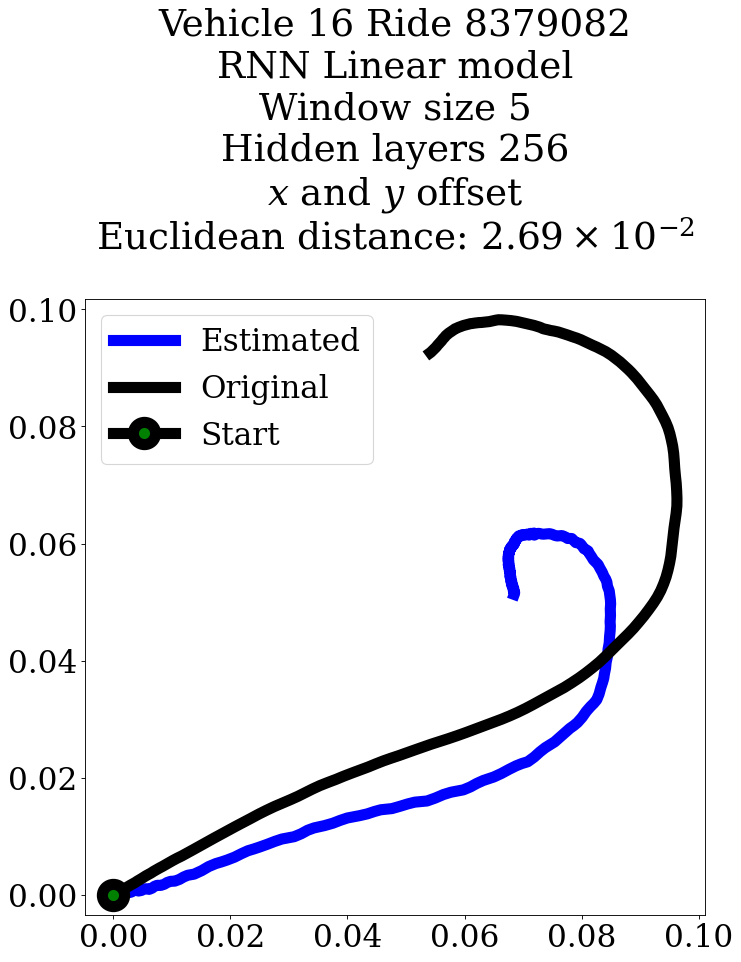 Vehicle 16 Ride 8379082
RNN Linear model
Window size 5
Hidden layers 256
x and y offset
Euclidean distance: 2.69 × 10⁻²
0.10
0.08
0.06
0.04
0.02
0.00
Estimated
Original
Start
0.00 0.02 0.04 0.06 0.08 0.10